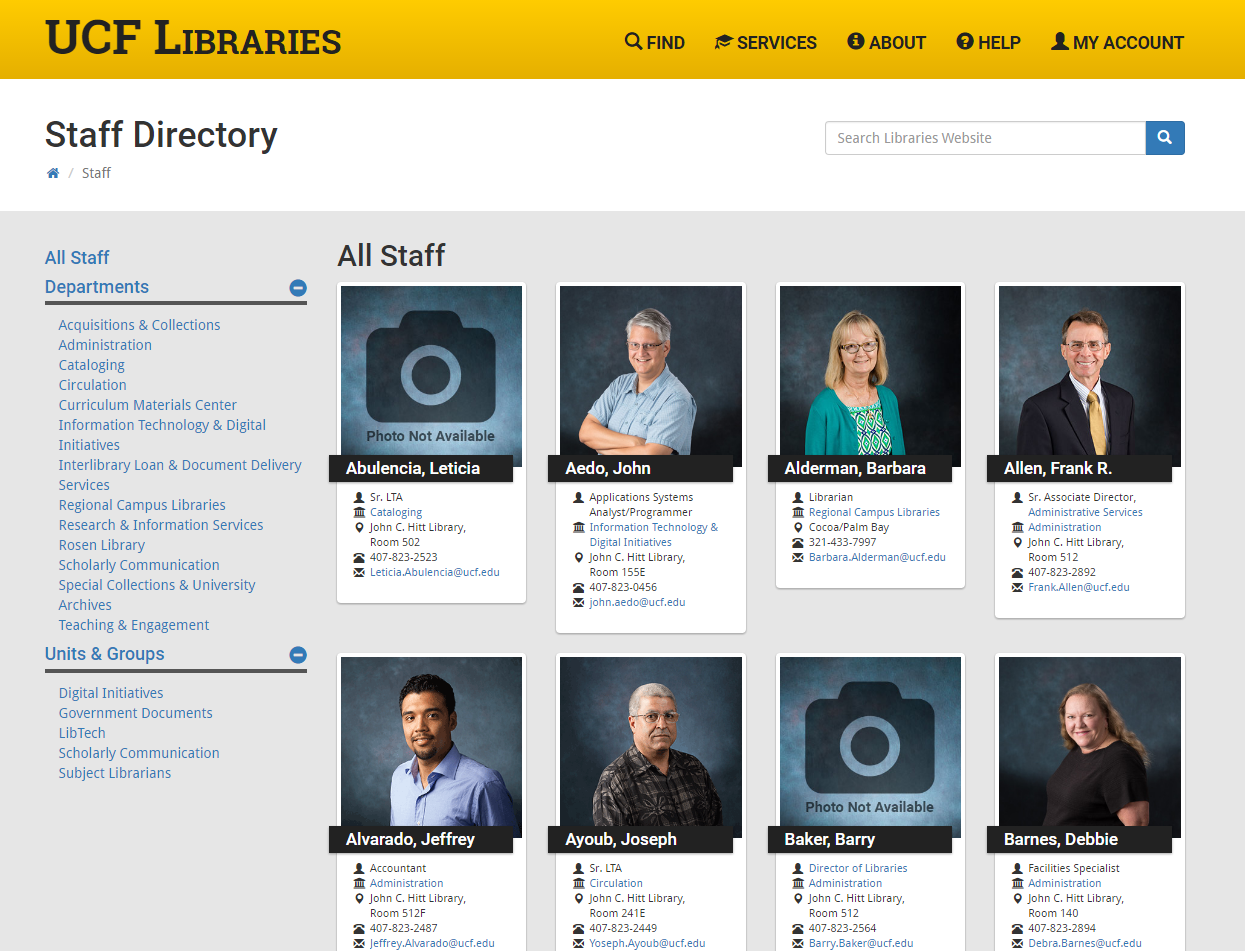 UCF Libraries
FIND
SERVICES
ABOUT
HELP
MY ACCOUNT
Staff Directory
Search Libraries Website
/ Staff
All Staff
Departments
Acquisitions & Collections
Administration
Cataloging
Circulation
Curriculum Materials Center
Information Technology & Digital
Initiatives
Interlibrary Loan & Document Delivery
Services
Regional Campus Libraries
Research & Information Services
Rosen Library
Scholarly Communication
Special Collections & University
Archives
Teaching & Engagement
Units & Groups
Digital Initiatives
Government Documents
LibTech
Scholarly Communication
Subject Librarians
All Staff
Photo Not Available
Abulencia, Leticia
Sr. LTA
Cataloging
John C. Hitt Library,
Room 502
407-823-2523
Leticia.Abulencia@ucf.edu
Aedo, John
Applications Systems
Analyst/Programmer
Information Technology &
Digital Initiatives
John C. Hitt Library,
Room 155E
407-823-0456
john.aedo@ucf.edu
Alderman, Barbara
Librarian
Regional Campus Libraries
Cocoa/Palm Bay
321-433-7997
Barbara.Alderman@ucf.edu
Allen, Frank R.
Sr. Associate Director,
Administrative Services
Administration
John C. Hitt Library,
Room 512
407-823-2892
Frank.Allen@ucf.edu
Alvarado, Jeffrey
Accountant
Administration
John C. Hitt Library,
Room 512F
407-823-2487
Jeffrey.Alvarado@ucf.edu
Ayoub, Joseph
Sr. LTA
Circulation
John C. Hitt Library,
Room 241E
407-823-2449
Yoseph.Ayoub@ucf.edu
Photo Not Available
Baker, Barry
Director of Libraries
Administration
John C. Hitt Library,
Room 512
407-823-2564
Barry.Baker@ucf.edu
Barnes, Debbie
Facilities Specialist
Administration
John C. Hitt Library,
Room 140
407-823-2894
Debra.Barnes@ucf.edu